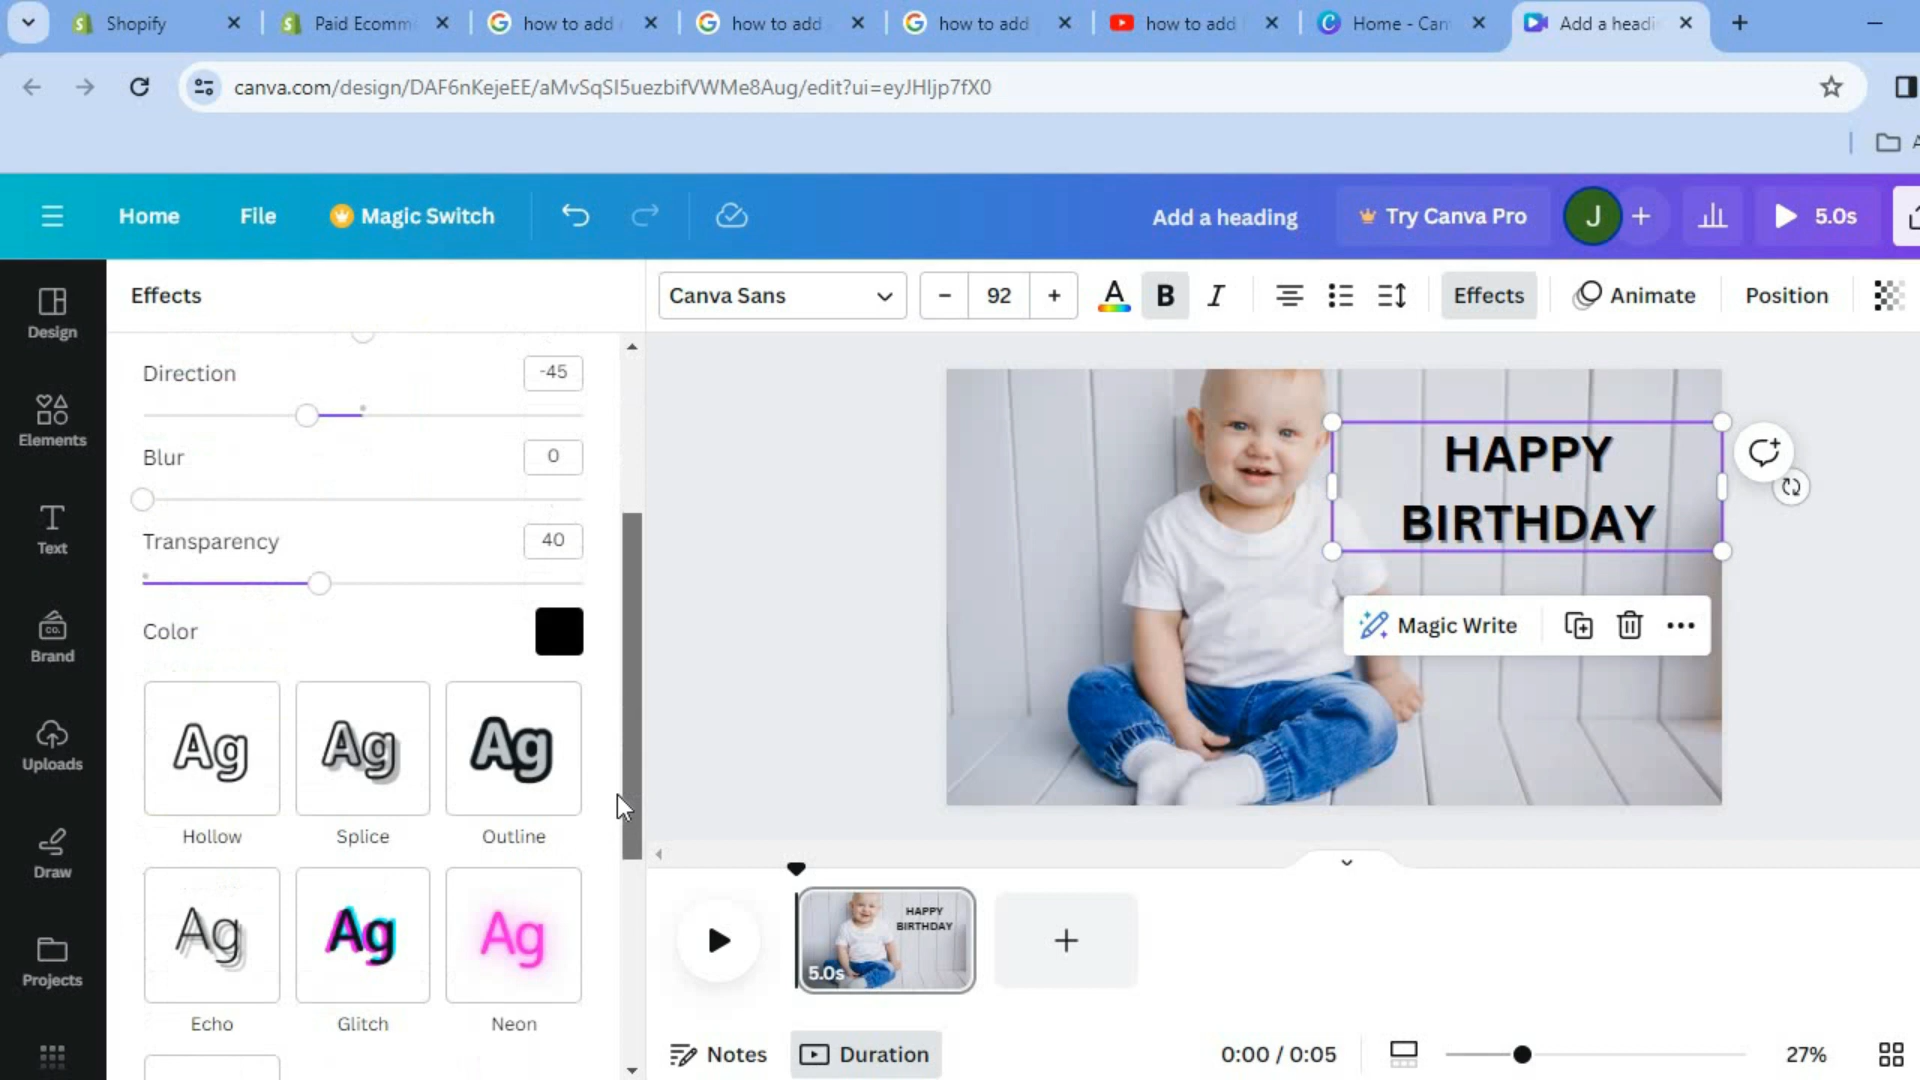 Shopify
Paid Ecomm
how to add
how to add
how to add
how to add
Home - Can
Add a headi
canva.com/design/DAF6nKejeEE/aMvSqSI5uezbifVWMe8Aug/edit?ui=eyJHIjp7fX0
Home
File
Magic Switch
Add a heading
Try Canva Pro
J
5.0s
Design
Elements
Text
Brand
Uploads
Draw
Projects
Effects
Canva Sans
92
A
B
I
Effects
Animate
Position
Direction
-45
Blur
0
Transparency
40
Color
Ag
Ag
Ag
Hollow
Splice
Outline
Ag
Ag
Ag
Echo
Glitch
Neon
HAPPY
BIRTHDAY
Magic Write
HAPPY
BIRTHDAY
5.0s
Notes
Duration
0:00 / 0:05
27%